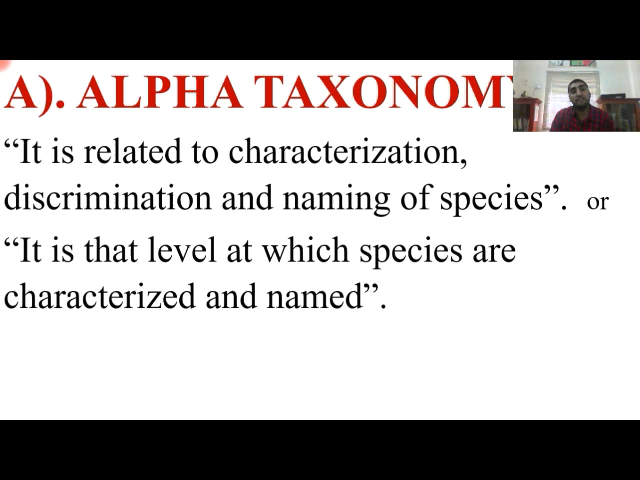 A). ALPHA TAXONOMY
“It is related to characterization,
discrimination and naming of species”. or
“It is that level at which species are
characterized and named”.